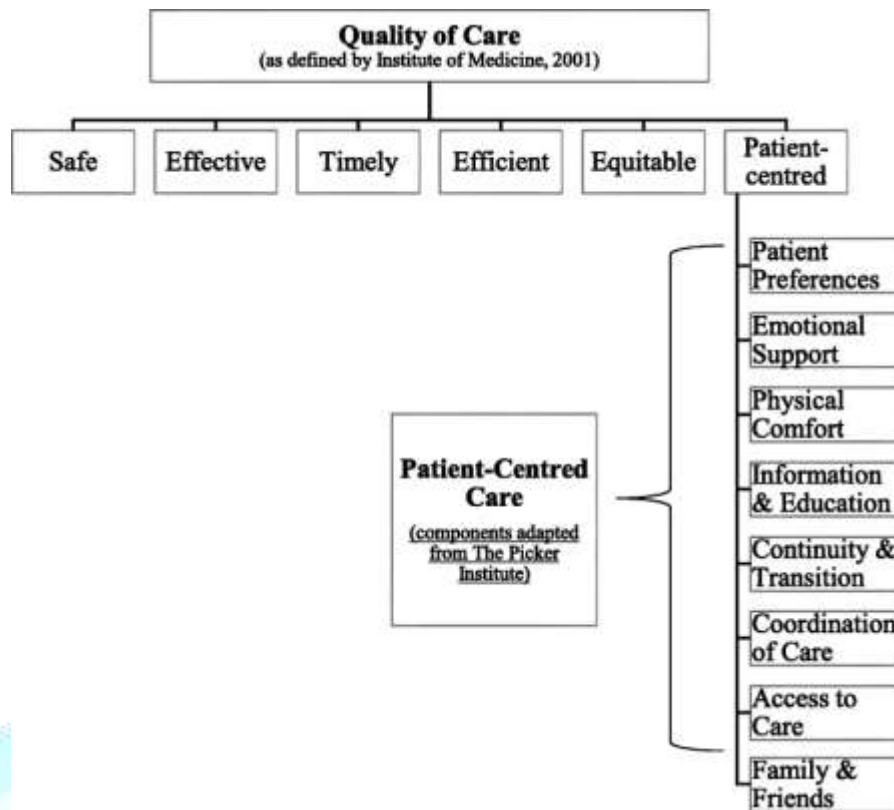 Quality of Care
(as defined by Institute of Medicine, 2001)
Safe
Effective
Timely
Efficient
Equitable
Patient-
centred
Patient
Preferences
Emotional
Support
Physical
Comfort
Patient-Centred
Care
(components adapted
from The Picker
Institute)
Information
& Education
Continuity &
Transition
Coordination
of Care
Access to
Care
Family &
Friends